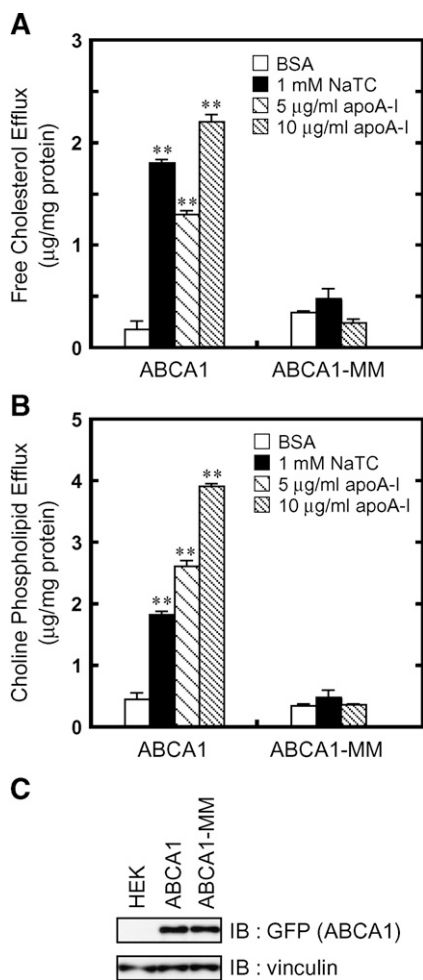 A
Free Cholesterol Efflux
(μg/mg protein)
3
2
1
0
BSA
1 mM NaTC
5 μg/ml apoA-I
10 μg/ml apoA-I
**
**
**
ABCA1
ABCA1-MM
B
Choline Phospholipid Efflux
(μg/mg protein)
5
4
3
2
1
0
BSA
1 mM NaTC
5 μg/ml apoA-I
10 μg/ml apoA-I
**
**
**
ABCA1
ABCA1-MM
C
HEK
ABCA1
ABCA1-MM
IB : GFP (ABCA1)
IB : vinculin